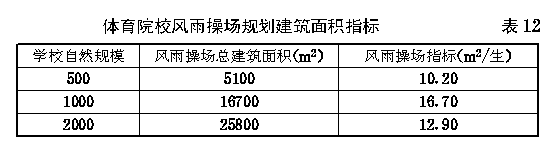 体育院校风雨操场规划建筑面积指标 表12
学校自然规模 风雨操场总建筑面积(m²) 风雨操场指标(m²/生)
500 5100 10.20
1000 16700 16.70
2000 25800 12.90